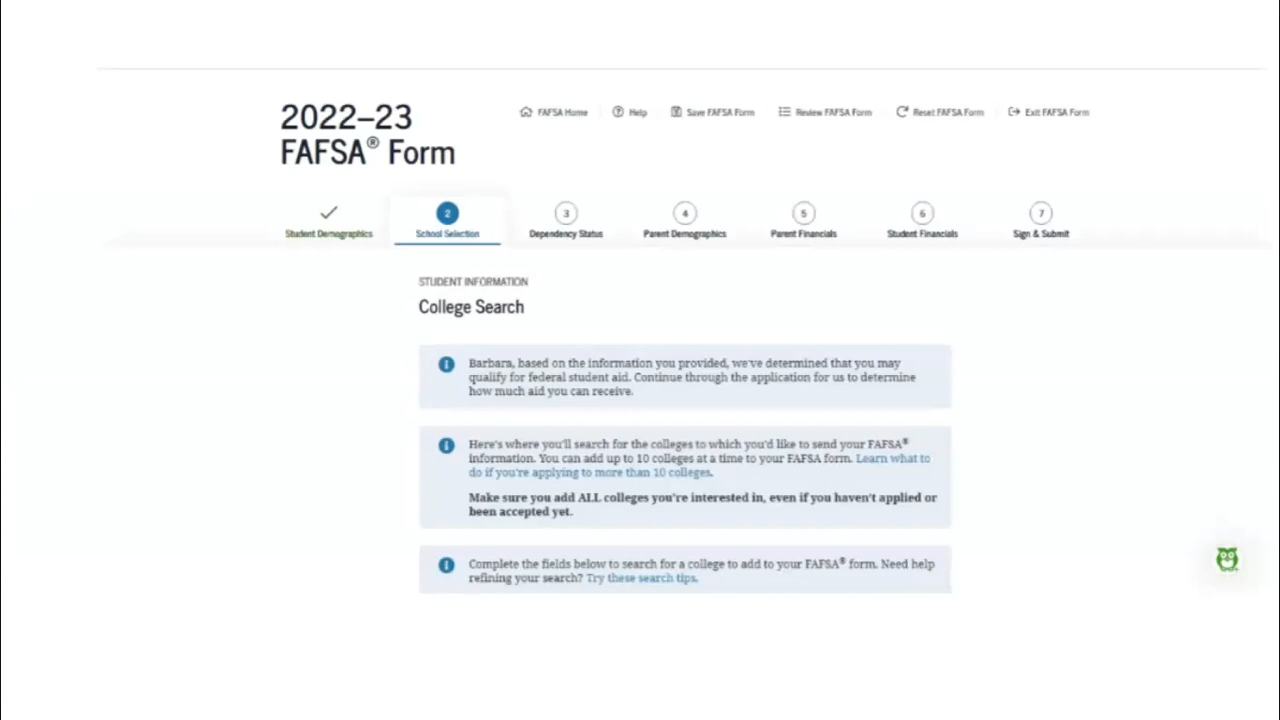 2022–23
FAFSA® Form
FAFSA Home
Help
Save FAFSA Form
Review FAFSA Form
Reset FAFSA Form
Exit FAFSA Form
Student Demographics
2
School Selection
3
Dependency Status
4
Parent Demographics
5
Parent Financials
6
Student Financials
7
Sign & Submit
STUDENT INFORMATION
College Search
Barbara, based on the information you provided, we've determined that you may
qualify for federal student aid. Continue through the application for us to determine
how much aid you can receive.
Here's where you'll search for the colleges to which you'd like to send your FAFSA®
information. You can add up to 10 colleges at a time to your FAFSA form. Learn what to
do if you're applying to more than 10 colleges.
Make sure you add ALL colleges you're interested in, even if you haven't applied or
been accepted yet.
Complete the fields below to search for a college to add to your FAFSA® form. Need help
refining your search? Try these search tips.